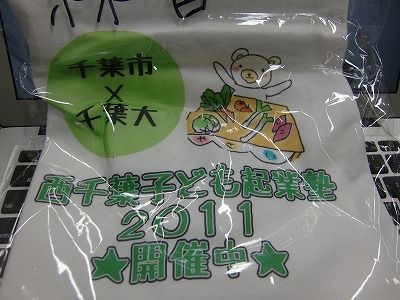 千葉市
×
千葉大
西千葉子ども起業塾
2011
★開催中★